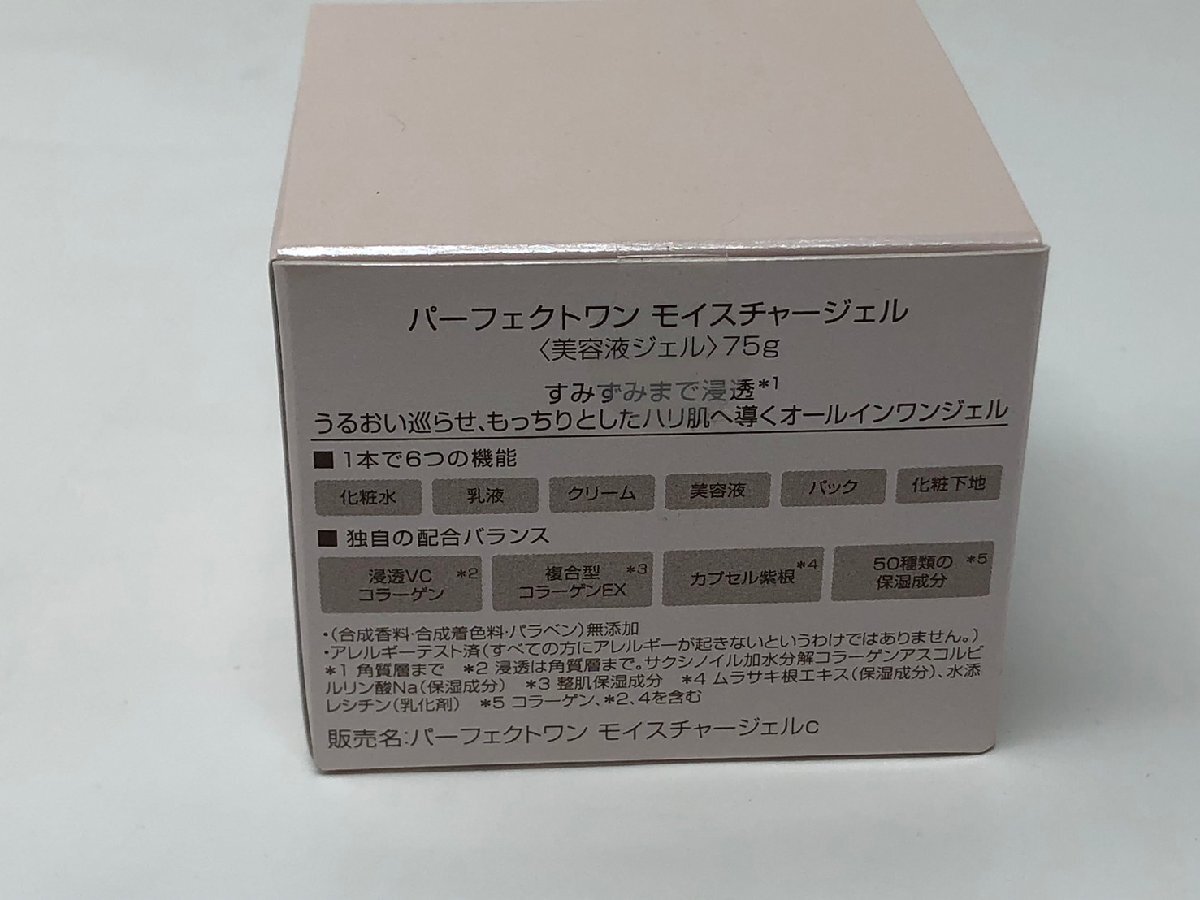 パーフェクトワン モイスチャージェル
〈美容液ジェル〉75g
すみずみまで浸透*1
うるおい巡らせ、もっちりとしたハリ肌へ導くオールインワンジェル
■ 1本で6つの機能
化粧水 乳液 クリーム 美容液 パック 化粧下地
■ 独自の配合バランス
浸透VC *2
コラーゲン
複合型 *3
コラーゲンEX
カプセル紫根*4
50種類の *5
保湿成分
・(合成香料・合成着色料・パラベン)無添加
・アレルギーテスト済(すべての方にアレルギーが起きないというわけではありません。)
*1 角質層まで *2 浸透は角質層まで。サクシノイル加水分解コラーゲンアスコルビ
ルリン酸Na(保湿成分) *3 整肌保湿成分 *4 ムラサキ根エキス(保湿成分)、水添
レシチン(乳化剤) *5 コラーゲン、*2、4を含む
販売名:パーフェクトワン モイスチャージェルc